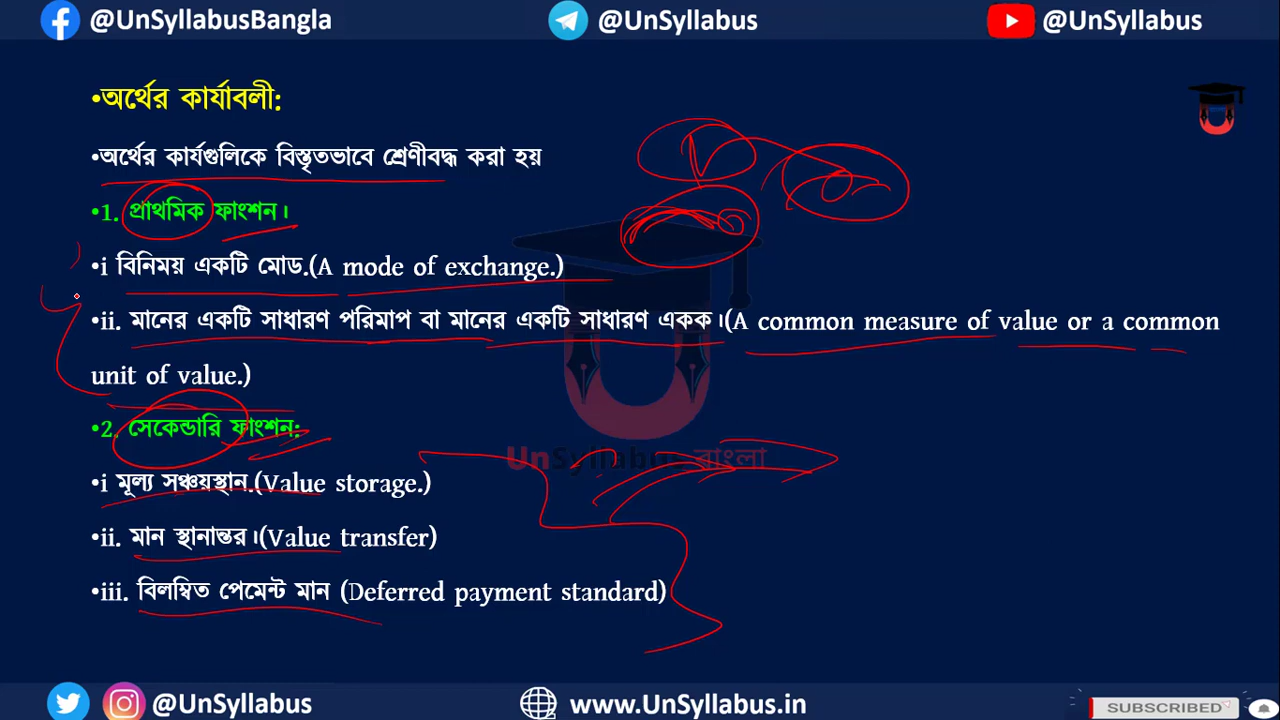 @UnSyllabusBangla @UnSyllabus @UnSyllabus
•অর্থের কার্যাবলী:
•অর্থের কার্যগুলিকে বিস্তৃতভাবে শ্রেণীবদ্ধ করা হয়
•1. প্রাথমিক ফাংশন।
•i বিনিময় একটি মোড.(A mode of exchange.)
•ii. মানের একটি সাধারণ পরিমাপ বা মানের একটি সাধারণ একক।(A common measure of value or a common
unit of value.)
•2. সেকেন্ডারি ফাংশন:
UnSyllabus বাংলা
•i মূল্য সঞ্চয়স্থান.(Value storage.)
•ii. মান স্থানান্তর।(Value transfer)
•iii. বিলম্বিত পেমেন্ট মান (Deferred payment standard)
@UnSyllabus www.UnSyllabus.in SUBSCRIBED